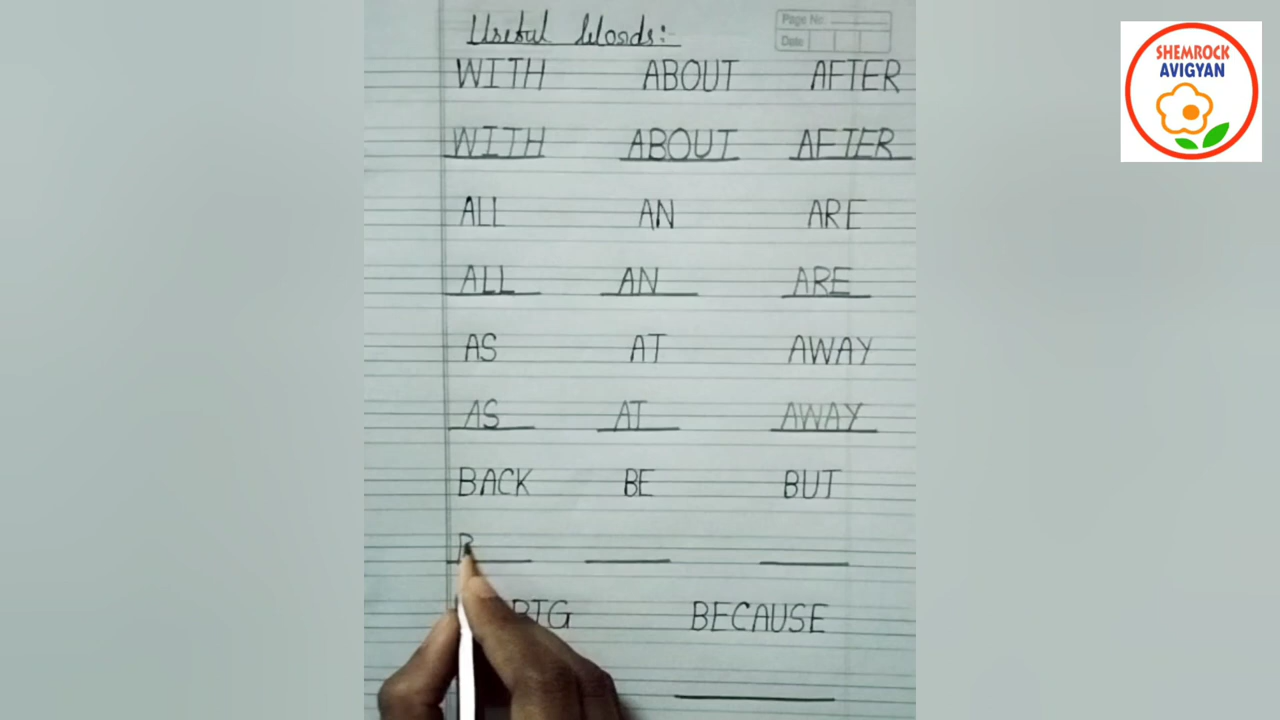 Useful Words:
Page No
Date
SHEMROCK
AVIGYAN
WITH ABOUT AFTER
WITH ABOUT AFTER
ALL AN ARE
ALL AN ARE
AS AT AWAY
AS AT AWAY
BACK BE BUT
B
BIG BECAUSE